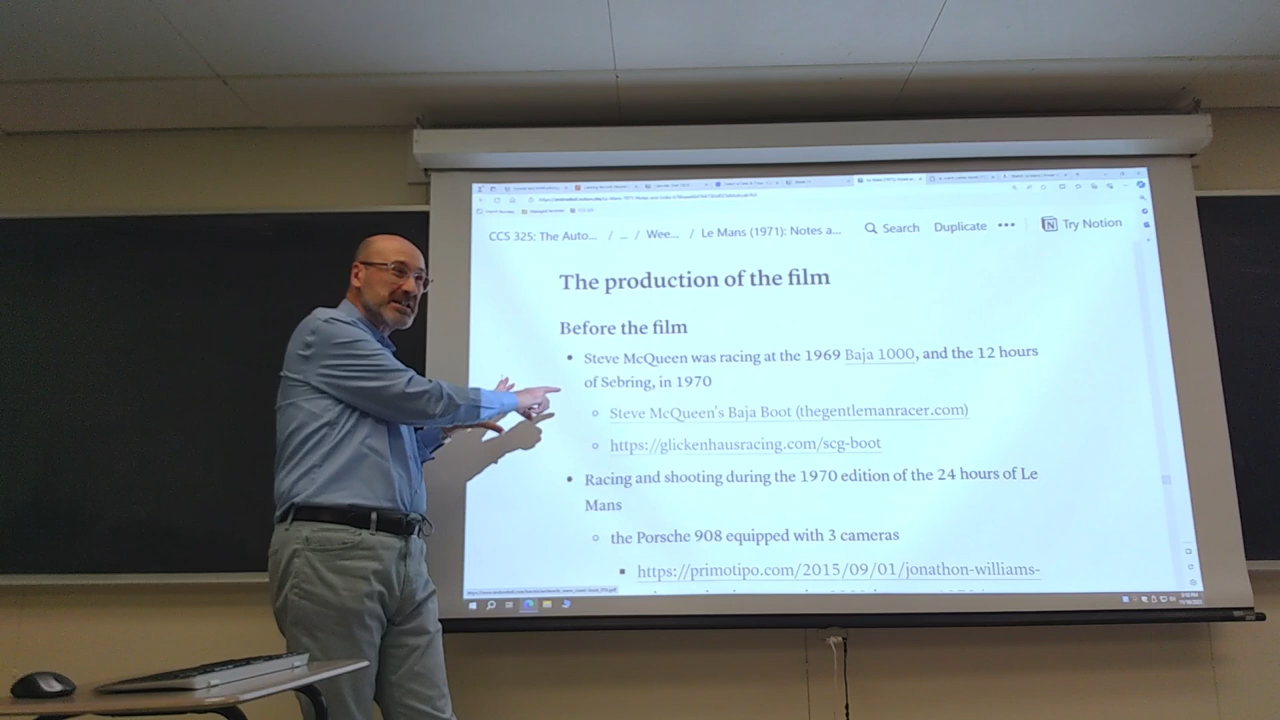 CCS 325: The Auto... / ... / Wee... / Le Mans (1971): Notes a... Search Duplicate ••• Try Notion
The production of the film
Before the film
• Steve McQueen was racing at the 1969 Baja 1000, and the 12 hours
of Sebring, in 1970
◦ Steve McQueen's Baja Boot (thegentlemanracer.com)
◦ https://glickenhausracing.com/scg-boot
• Racing and shooting during the 1970 edition of the 24 hours of Le
Mans
◦ the Porsche 908 equipped with 3 cameras
▪ https://primotipo.com/2015/09/01/jonathon-williams-